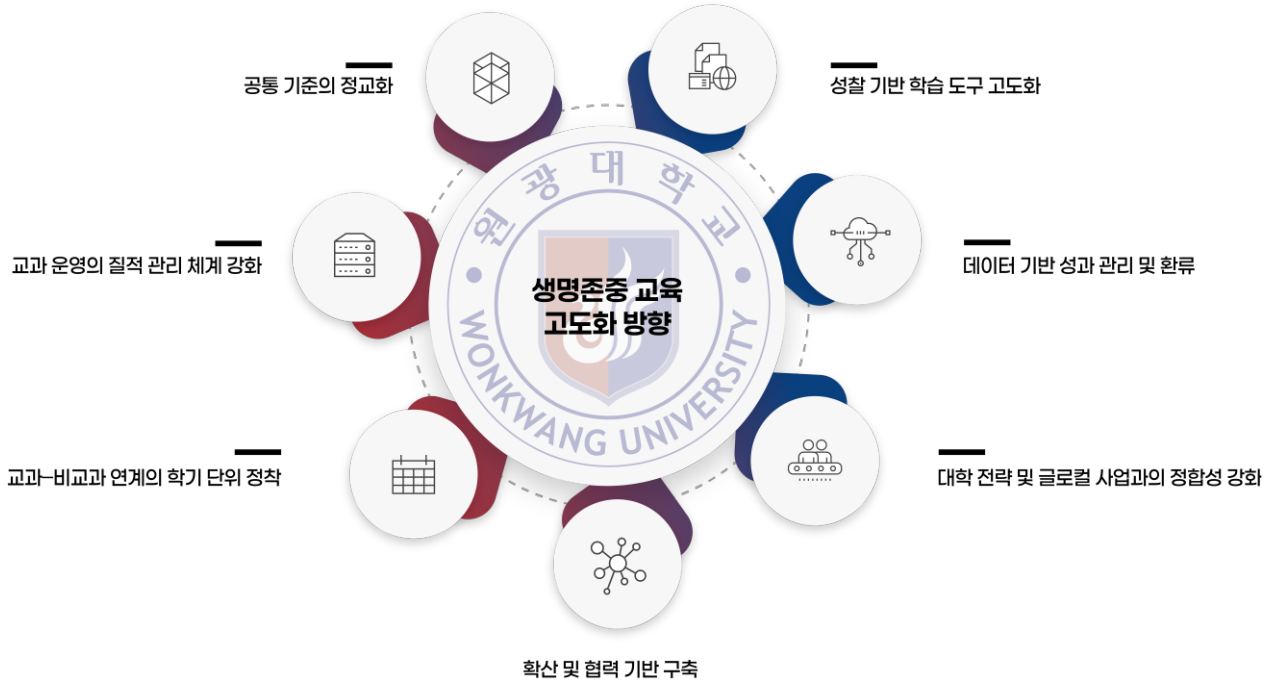 공통 기준의 정교화
성찰 기반 학습 도구 고도화
원광대학교
생명존중 교육
고도화 방향
WONKWANG UNIVERSITY
교과 운영의 질적 관리 체계 강화
데이터 기반 성과 관리 및 환류
교과–비교과 연계의 학기 단위 정착
대학 전략 및 글로컬 사업과의 정합성 강화
확산 및 협력 기반 구축